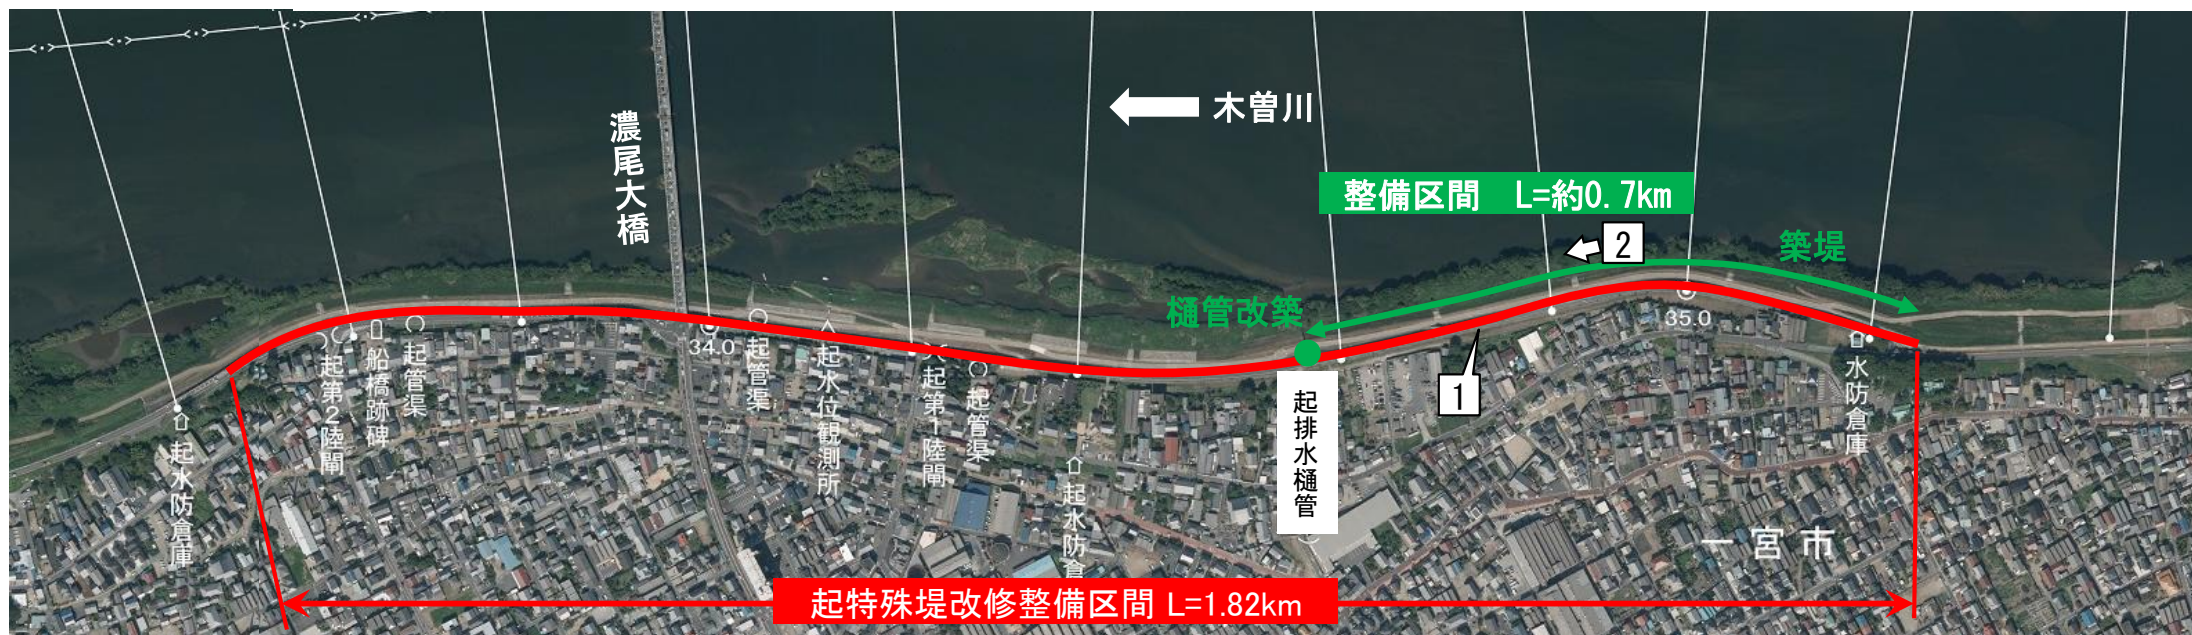 木曽川
濃尾大橋
整備区間　L=約0.7km
2
築堤
樋管改築
35.0
34.0
起第2陸閘
船橋跡碑
起管渠
起管渠
起水位観測所
起第1陸閘
起管渠
1
水防倉庫
起排水樋管
起水防倉庫
起水防倉
一宮市
起特殊堤改修整備区間 L=1.82km